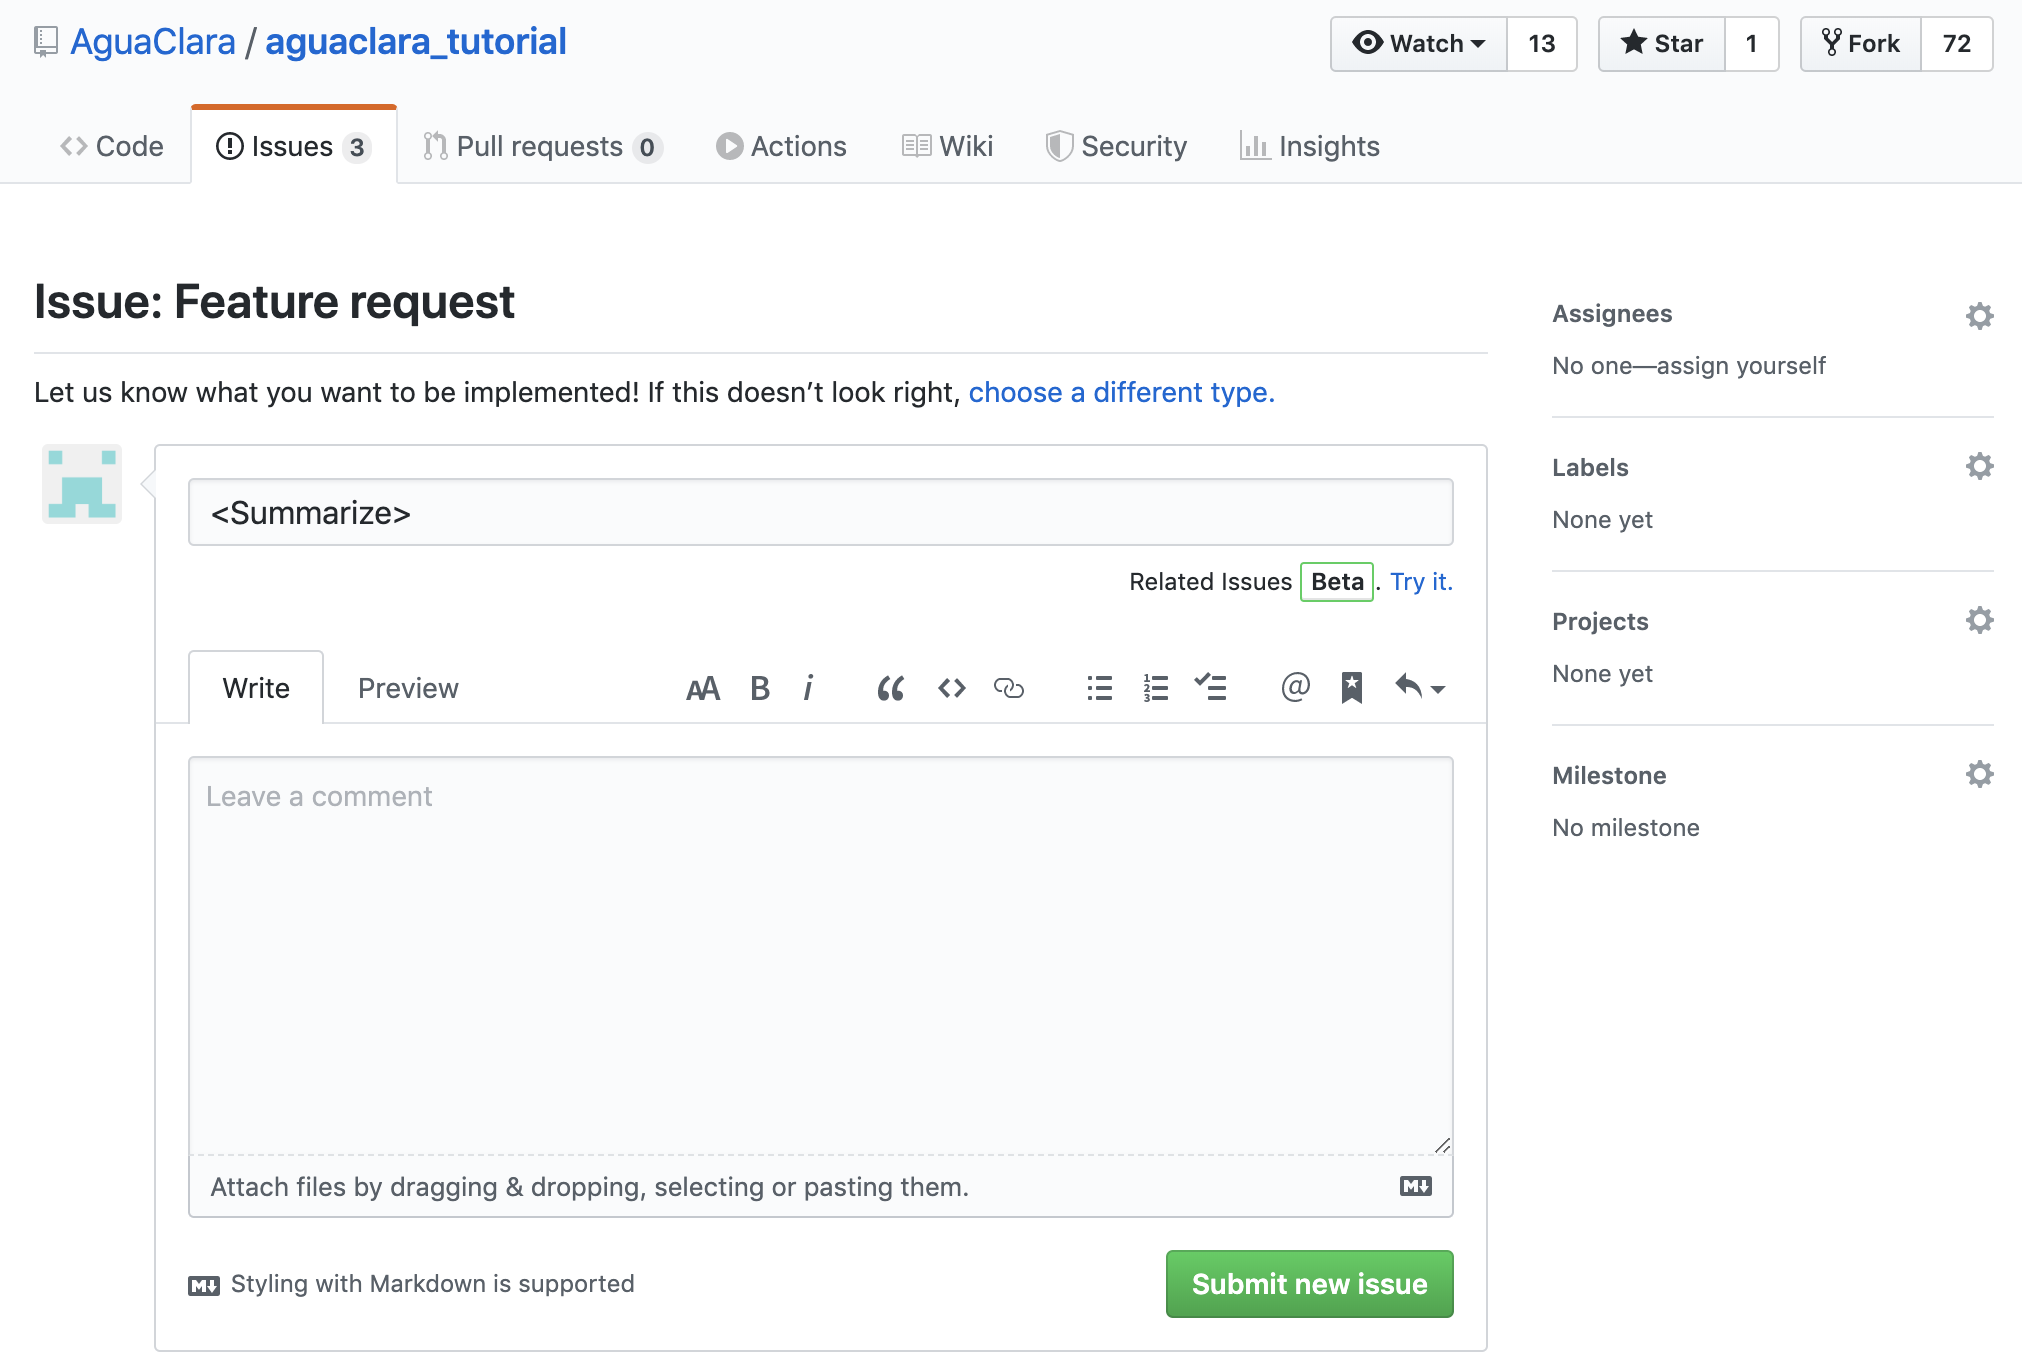 AguaClara / aguaclara_tutorial
Watch 13 Star 1 Fork 72
Code Issues 3 Pull requests 0 Actions Wiki Security Insights
Issue: Feature request
Let us know what you want to be implemented! If this doesn’t look right, choose a different type.
<Summarize>
Related Issues Beta. Try it.
Write Preview AA B i
Leave a comment
Attach files by dragging & dropping, selecting or pasting them.
Styling with Markdown is supported
Submit new issue
Assignees
No one—assign yourself
Labels
None yet
Projects
None yet
Milestone
No milestone